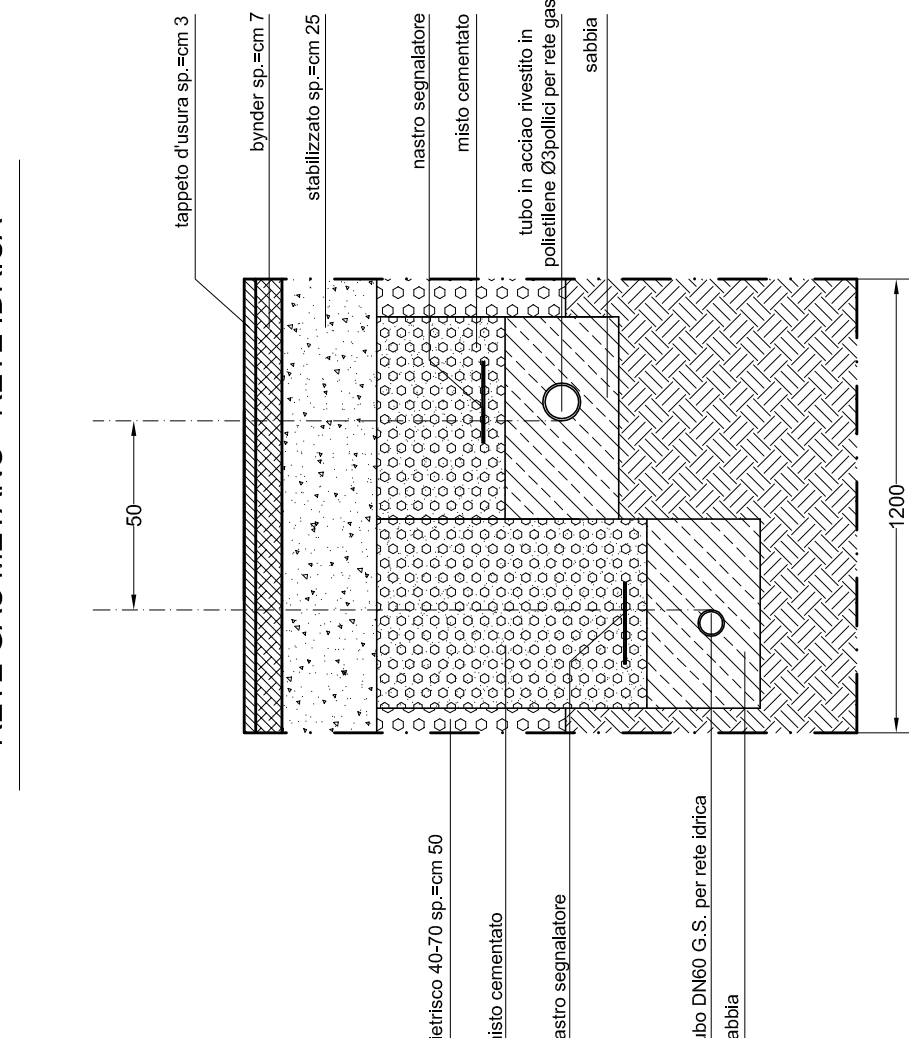 tappeto d'usura sp.=cm 3
bynder sp.=cm 7
stabilizzato sp.=cm 25
nastro segnalatore
misto cementato
tubo in acciao rivestito in
polietilene Ø3pollici per rete gas
sabbia
50
1200
ietrisco 40-70 sp.=cm 50
isto cementato
astro segnalatore
ubo DN60 G.S. per rete idrica
abbia